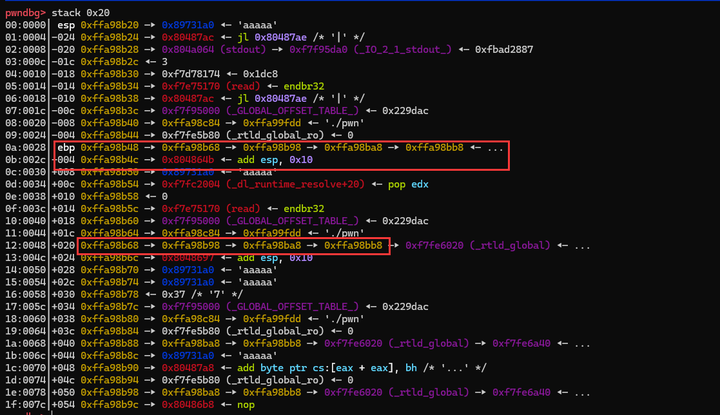 pwndbg> stack 0x20
00:0000│ esp 0xffa98b20 —▸ 0x89731a0 ◂— 'aaaaa'
01:0004│-024 0xffa98b24 —▸ 0x80487ac ◂— jl 0x80487ae /* '|' */
02:0008│-020 0xffa98b28 —▸ 0x804a064 (stdout) —▸ 0xf7f95da0 (_IO_2_1_stdout_) ◂— 0xfbad2887
03:000c│-01c 0xffa98b2c ◂— 3
04:0010│-018 0xffa98b30 —▸ 0xf7d78174 ◂— 0x1dc8
05:0014│-014 0xffa98b34 —▸ 0xf7e75170 (read) ◂— endbr32
06:0018│-010 0xffa98b38 —▸ 0x80487ac ◂— jl 0x80487ae /* '|' */
07:001c│-00c 0xffa98b3c —▸ 0xf7f95000 (_GLOBAL_OFFSET_TABLE_) ◂— 0x229dac
08:0020│-008 0xffa98b40 —▸ 0xffa98c84 —▸ 0xffa99fdd ◂— './pwn'
09:0024│-004 0xffa98b44 —▸ 0xf7fe5b80 (_rtld_global_ro) ◂— 0
0a:0028│ ebp 0xffa98b48 —▸ 0xffa98b68 —▸ 0xffa98b98 —▸ 0xffa98ba8 —▸ 0xffa98bb8 ◂— ...
0b:002c│+004 0xffa98b4c —▸ 0x804864b ◂— add esp, 0x10
0c:0030│+008 0xffa98b50 —▸ 0x89731a0 ◂— 'aaaaa'
0d:0034│+00c 0xffa98b54 —▸ 0xf7fc2004 (_dl_runtime_resolve+20) ◂— pop edx
0e:0038│+010 0xffa98b58 ◂— 0
0f:003c│+014 0xffa98b5c —▸ 0xf7e75170 (read) ◂— endbr32
10:0040│+018 0xffa98b60 —▸ 0xf7f95000 (_GLOBAL_OFFSET_TABLE_) ◂— 0x229dac
11:0044│+01c 0xffa98b64 —▸ 0xffa98c84 —▸ 0xffa99fdd ◂— './pwn'
12:0048│+020 0xffa98b68 —▸ 0xffa98b98 —▸ 0xffa98ba8 —▸ 0xffa98bb8 —▸ 0xf7fe6020 (_rtld_global) ◂— ...
13:004c│+024 0xffa98b6c —▸ 0x8048697 ◂— add esp, 0x10
14:0050│+028 0xffa98b70 —▸ 0x89731a0 ◂— 'aaaaa'
15:0054│+02c 0xffa98b74 —▸ 0x89731a0 ◂— 'aaaaa'
16:0058│+030 0xffa98b78 ◂— 0x37 /* '7' */
17:005c│+034 0xffa98b7c —▸ 0xf7f95000 (_GLOBAL_OFFSET_TABLE_) ◂— 0x229dac
18:0060│+038 0xffa98b80 —▸ 0xffa98c84 —▸ 0xffa99fdd ◂— './pwn'
19:0064│+03c 0xffa98b84 —▸ 0xf7fe5b80 (_rtld_global_ro) ◂— 0
1a:0068│+040 0xffa98b88 —▸ 0xffa98ba8 —▸ 0xffa98bb8 —▸ 0xf7fe6020 (_rtld_global) —▸ 0xf7fe6a40 ◂— ...
1b:006c│+044 0xffa98b8c —▸ 0x89731a0 ◂— 'aaaaa'
1c:0070│+048 0xffa98b90 —▸ 0x80487a8 ◂— add byte ptr cs:[eax + eax], bh /* '...' */
1d:0074│+04c 0xffa98b94 —▸ 0xf7fe5b80 (_rtld_global_ro) ◂— 0
1e:0078│+050 0xffa98b98 —▸ 0xffa98ba8 —▸ 0xffa98bb8 —▸ 0xf7fe6020 (_rtld_global) —▸ 0xf7fe6a40 ◂— ...
1f:007c│+054 0xffa98b9c —▸ 0x80486b8 ◂— nop